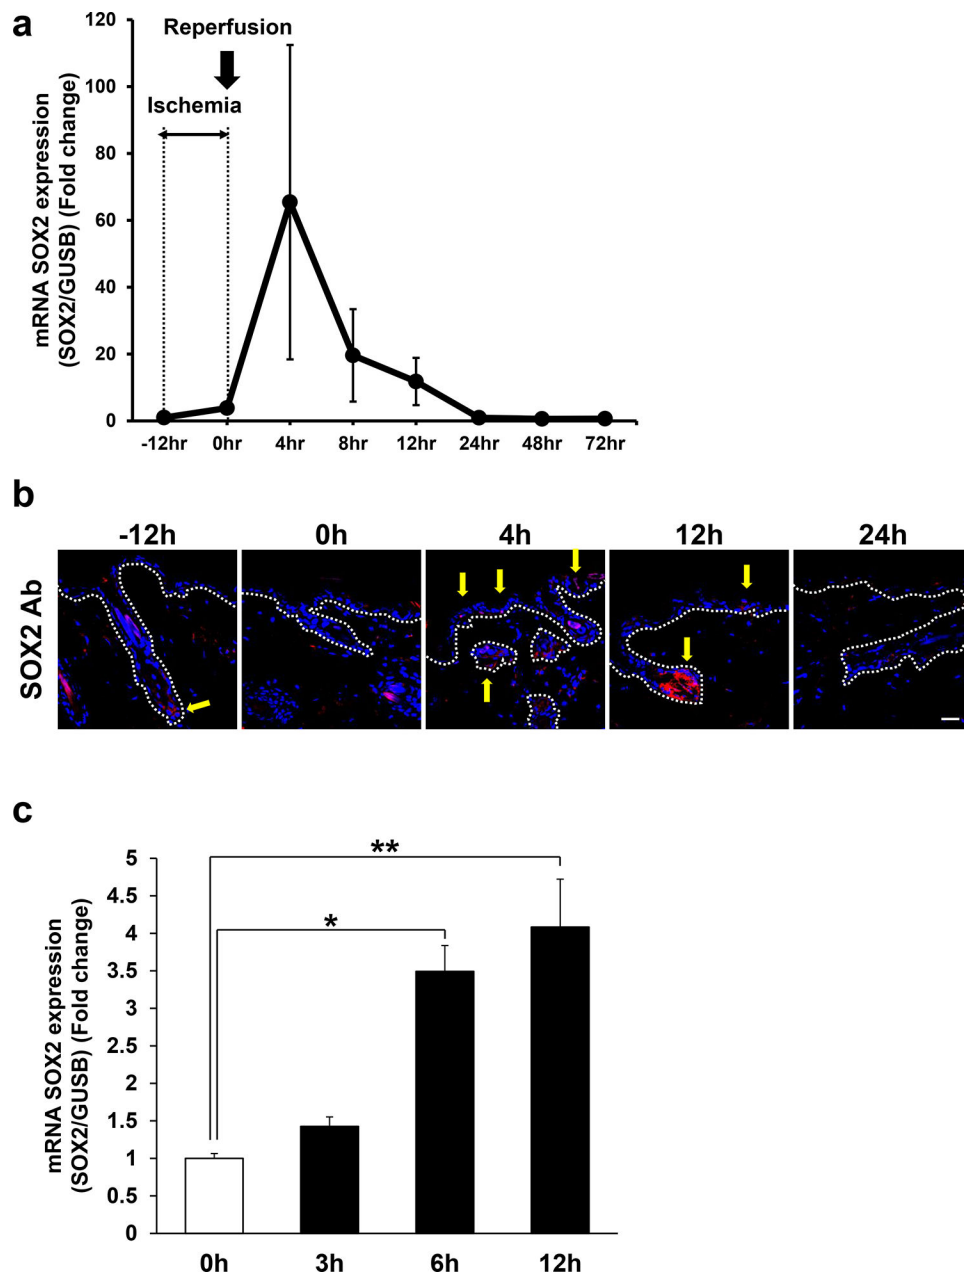 a
Reperfusion
Ischemia
mRNA SOX2 expression
(SOX2/GUSB) (Fold change)
120
100
80
60
40
20
0
-12hr 0hr 4hr 8hr 12hr 24hr 48hr 72hr
b
-12h 0h 4h 12h 24h
SOX2 Ab
c
mRNA SOX2 expression
(SOX2/GUSB) (Fold change)
5
4.5
4
3.5
3
2.5
2
1.5
1
0.5
0
**
*
0h 3h 6h 12h